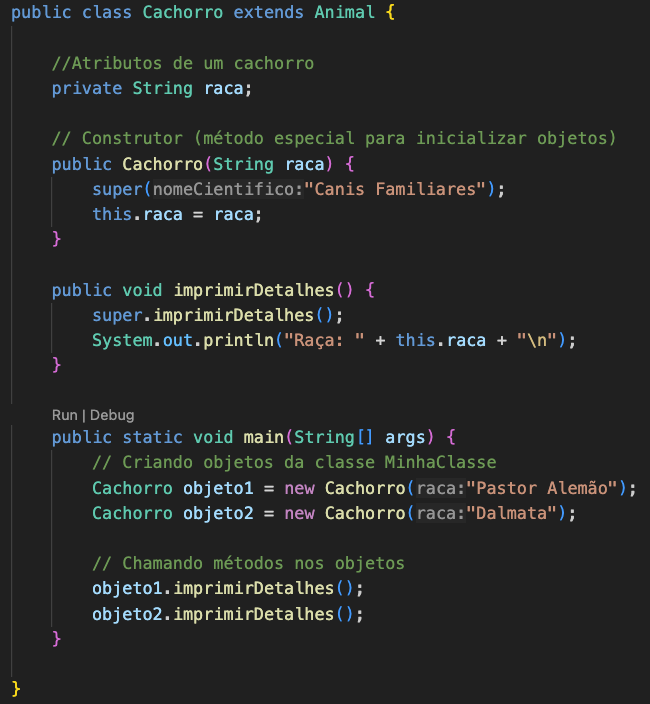 public class Cachorro extends Animal {
//Atributos de um cachorro
private String raca;
// Construtor (método especial para inicializar objetos)
public Cachorro(String raca) {
super(nomeCientifico:"Canis Familiares");
this.raca = raca;
}
public void imprimirDetalhes() {
super.imprimirDetalhes();
System.out.println("Raça: " + this.raca + "\n");
}
Run | Debug
public static void main(String[] args) {
// Criando objetos da classe MinhaClasse
Cachorro objeto1 = new Cachorro(raca:"Pastor Alemão");
Cachorro objeto2 = new Cachorro(raca:"Dalmata");
// Chamando métodos nos objetos
objeto1.imprimirDetalhes();
objeto2.imprimirDetalhes();
}
}